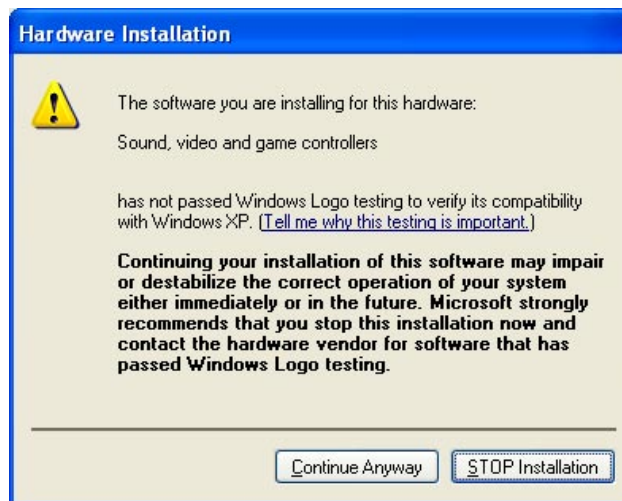 Hardware Installation
The software you are installing for this hardware:
Sound, video and game controllers
has not passed Windows Logo testing to verify its compatibility
with Windows XP. (Tell me why this testing is important.)
Continuing your installation of this software may impair
or destabilize the correct operation of your system
either immediately or in the future. Microsoft strongly
recommends that you stop this installation now and
contact the hardware vendor for software that has
passed Windows Logo testing.
Continue Anyway
STOP Installation